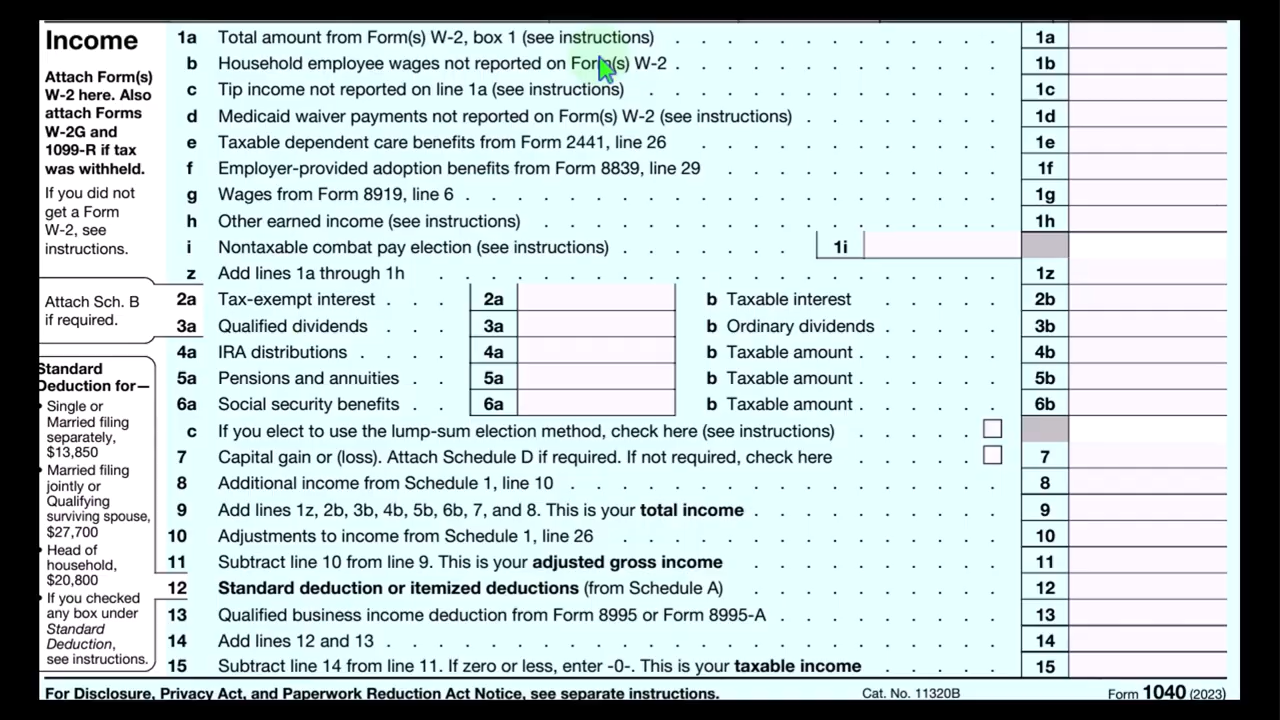 Income
Attach Form(s)
W-2 here. Also
attach Forms
W-2G and
1099-R if tax
was withheld.
If you did not
get a Form
W-2, see
instructions.
Attach Sch. B
if required.
Standard
Deduction for—
• Single or
Married filing
separately,
$13,850
• Married filing
jointly or
Qualifying
surviving spouse,
$27,700
• Head of
household,
$20,800
• If you checked
any box under
Standard
Deduction,
see instructions.
1a Total amount from Form(s) W-2, box 1 (see instructions) . . . . . . . . . . . . . 1a
b Household employee wages not reported on Form(s) W-2 . . . . . . . . . . . . . 1b
c Tip income not reported on line 1a (see instructions) . . . . . . . . . . . . . . 1c
d Medicaid waiver payments not reported on Form(s) W-2 (see instructions) . . . . . . . . 1d
e Taxable dependent care benefits from Form 2441, line 26 . . . . . . . . . . . . 1e
f Employer-provided adoption benefits from Form 8839, line 29 . . . . . . . . . . . 1f
g Wages from Form 8919, line 6 . . . . . . . . . . . . . . . . . . . . . 1g
h Other earned income (see instructions) . . . . . . . . . . . . . . . . . . 1h
i Nontaxable combat pay election (see instructions) . . . . . . . 1i
z Add lines 1a through 1h . . . . . . . . . . . . . . . . . . . . . . 1z
2a Tax-exempt interest . . . 2a b Taxable interest . . . . . 2b
3a Qualified dividends . . . 3a b Ordinary dividends . . . . . 3b
4a IRA distributions . . . . 4a b Taxable amount . . . . . . 4b
5a Pensions and annuities . . 5a b Taxable amount . . . . . . 5b
6a Social security benefits . . 6a b Taxable amount . . . . . . 6b
c If you elect to use the lump-sum election method, check here (see instructions) . . . . .
7 Capital gain or (loss). Attach Schedule D if required. If not required, check here . . . . . 7
8 Additional income from Schedule 1, line 10 . . . . . . . . . . . . . . . . . 8
9 Add lines 1z, 2b, 3b, 4b, 5b, 6b, 7, and 8. This is your total income . . . . . . . . . . 9
10 Adjustments to income from Schedule 1, line 26 . . . . . . . . . . . . . . . 10
11 Subtract line 10 from line 9. This is your adjusted gross income . . . . . . . . . . 11
12 Standard deduction or itemized deductions (from Schedule A) . . . . . . . . . . 12
13 Qualified business income deduction from Form 8995 or Form 8995-A . . . . . . . . . 13
14 Add lines 12 and 13 . . . . . . . . . . . . . . . . . . . . . . . . 14
15 Subtract line 14 from line 11. If zero or less, enter -0-. This is your taxable income . . . . . 15
For Disclosure, Privacy Act, and Paperwork Reduction Act Notice, see separate instructions. Cat. No. 11320B Form 1040 (2023)